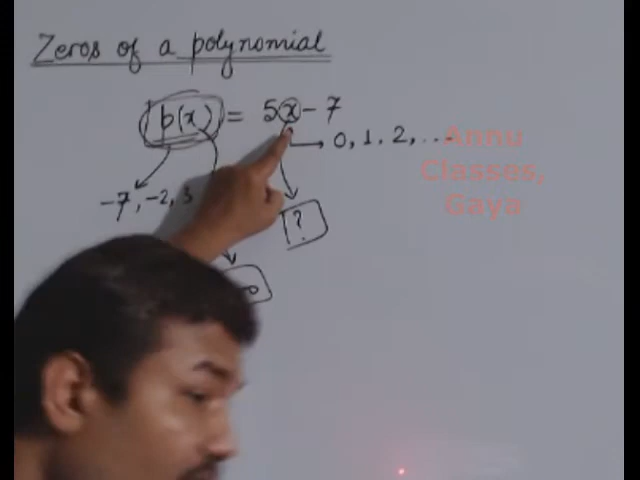 Zeros of a polynomial
p(x) = 5x - 7
0, 1, 2, ...
-7, -2, 3
?
Annu
Classes,
Gaya